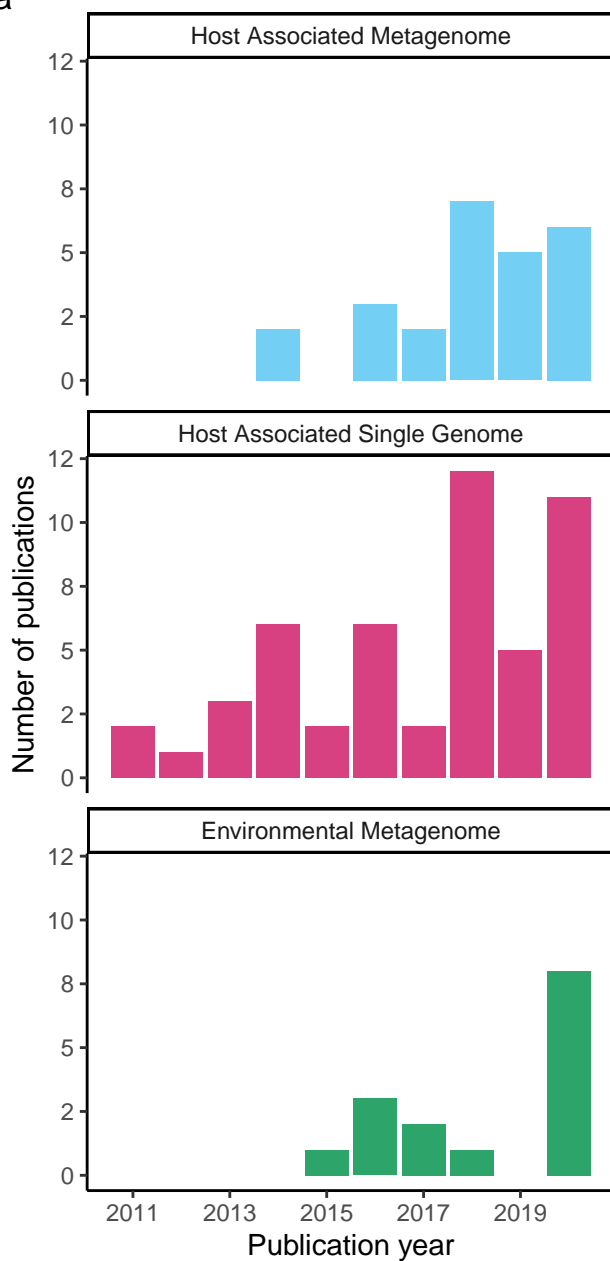 a
Host Associated Metagenome
12
10
8
5
2
0
Host Associated Single Genome
12
10
8
5
2
0
Number of publications
Environmental Metagenome
12
10
8
5
2
0
2011 2013 2015 2017 2019
Publication year